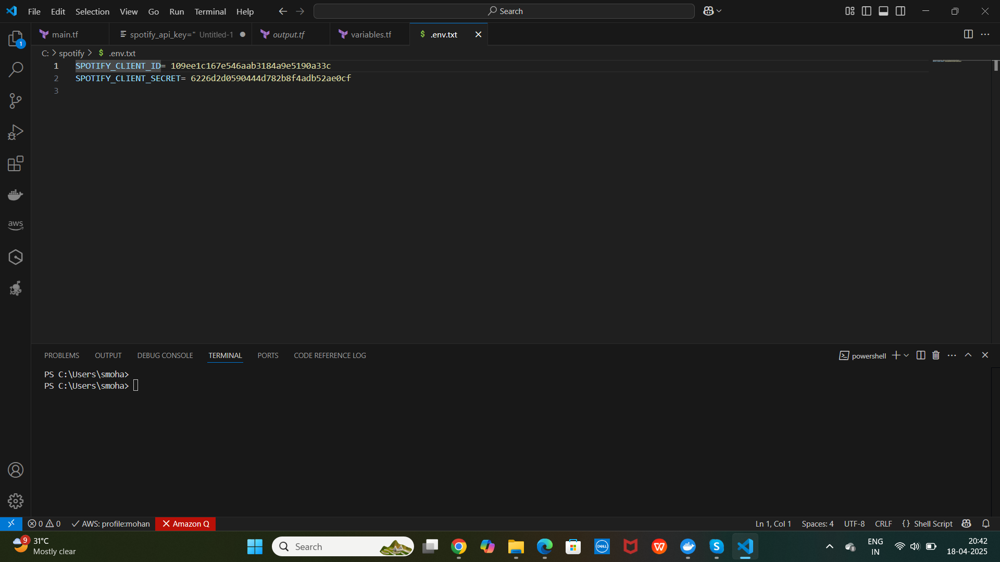 File Edit Selection View Go Run Terminal Help
Search
1
main.tf
spotify_api_key=" Untitled-1
output.tf
variables.tf
$ .env.txt
C: > spotify > $ .env.txt
1 SPOTIFY_CLIENT_ID= 109ee1c167e546aab3184a9e5190a33c
2 SPOTIFY_CLIENT_SECRET= 6226d2d0590444d782b8f4adb52ae0cf
3
aws
PROBLEMS OUTPUT DEBUG CONSOLE TERMINAL PORTS CODE REFERENCE LOG
powershell
PS C:\Users\smoha>
PS C:\Users\smoha>
0 0 AWS: profile:mohan Amazon Q
Ln 1, Col 1 Spaces: 4 UTF-8 CRLF {} Shell Script
9
31°C
Mostly clear
Search
DELL
W
S
ENG
IN
20:42
18-04-2025